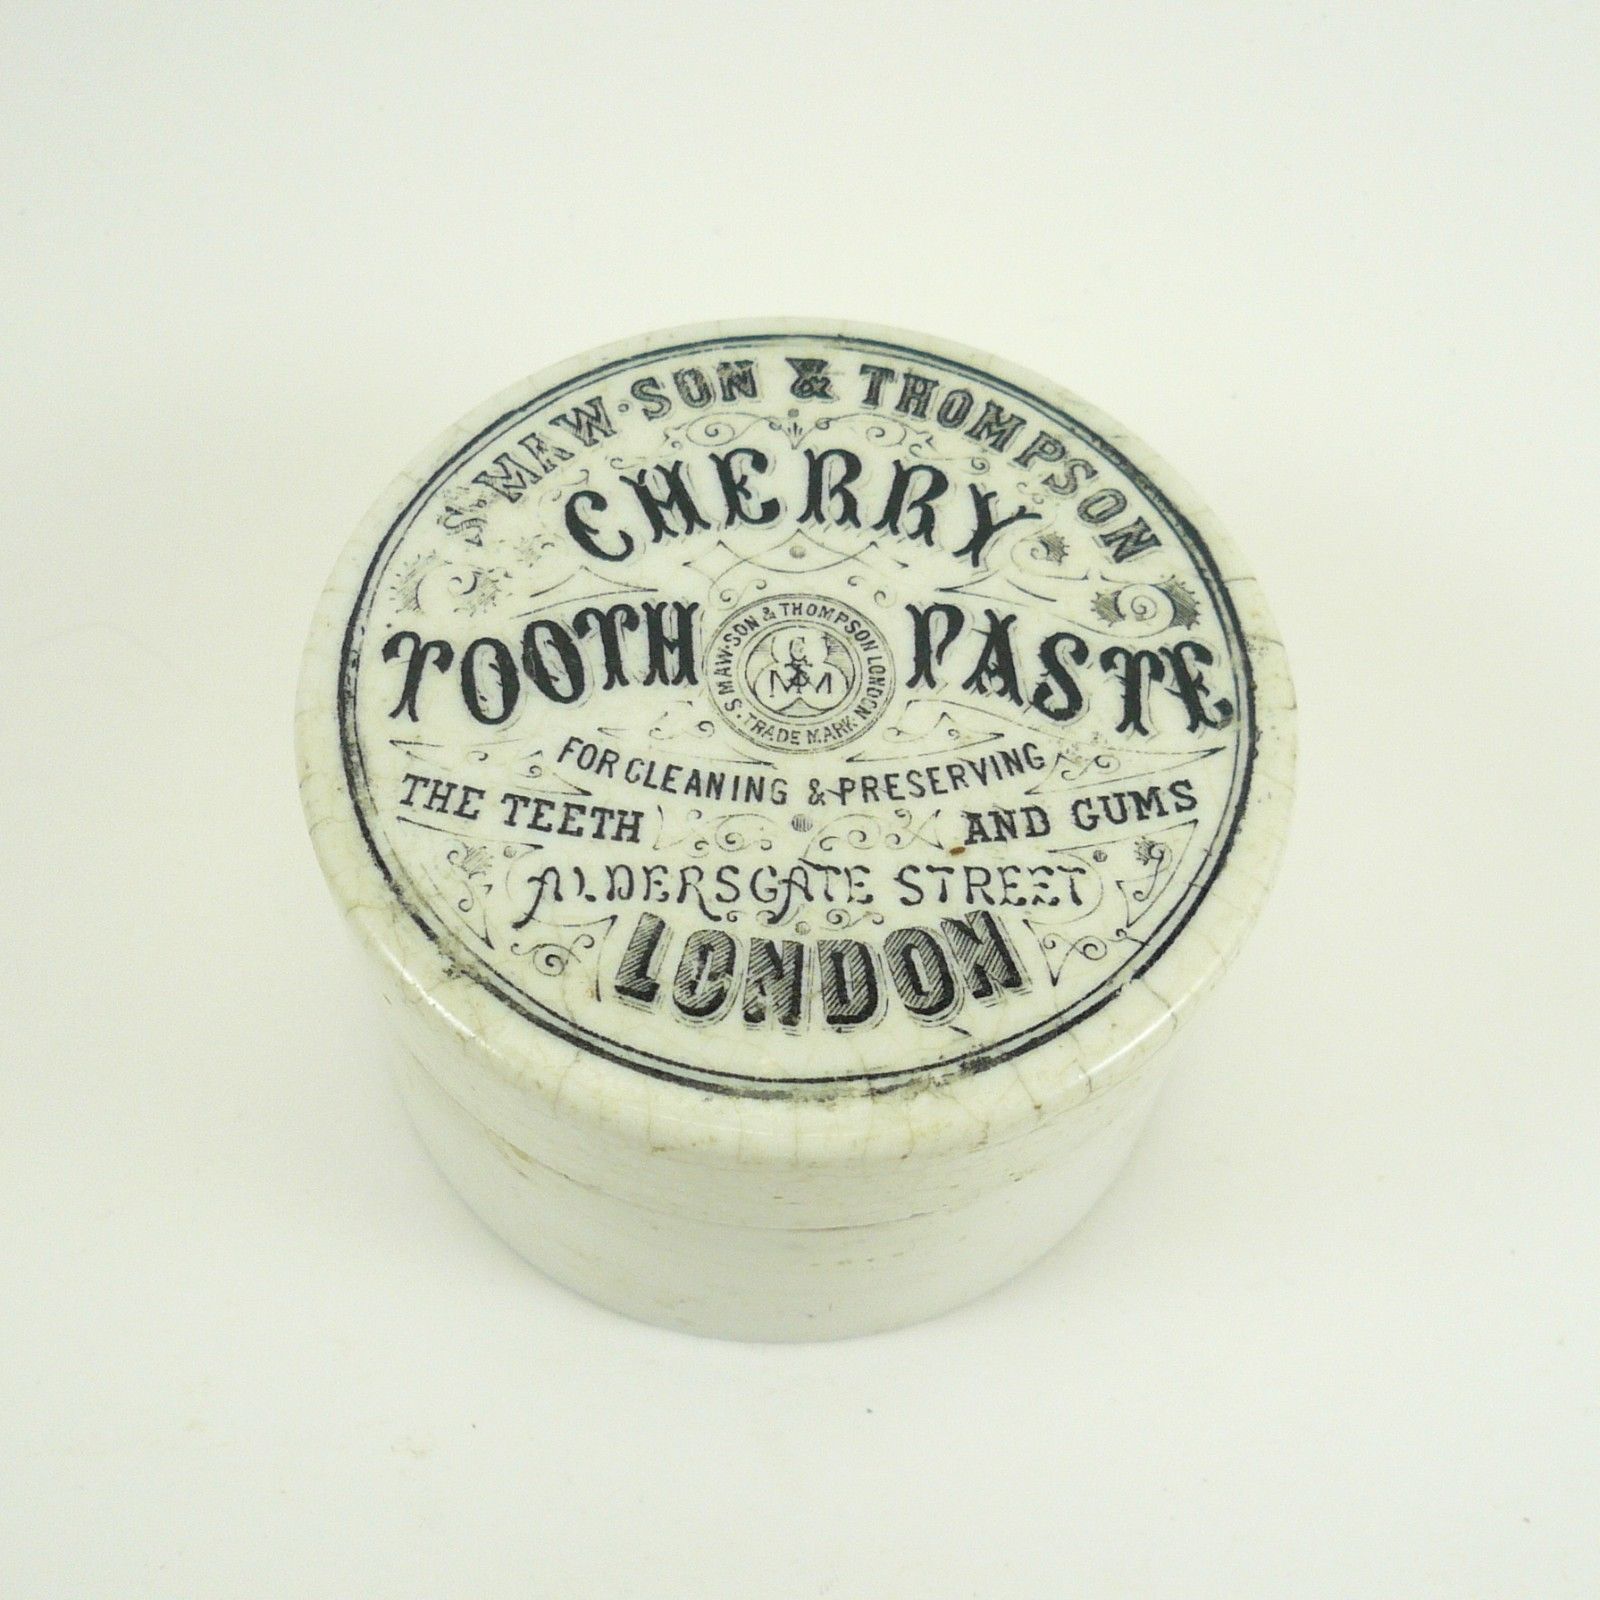 S. MAW·SON & THOMPSON
CHERRY
TOOTH PASTE
S. MAW·SON & THOMPSON LONDON
TRADE MARK
FOR CLEANING & PRESERVING
THE TEETH AND GUMS
ALDERSGATE STREET
LONDON